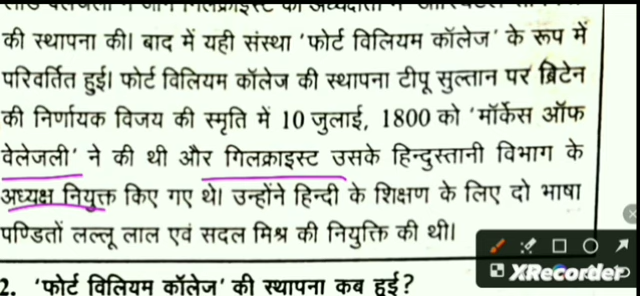 की स्थापना की। बाद में यही संस्था 'फोर्ट विलियम कॉलेज' के रूप में
परिवर्तित हुई। फोर्ट विलियम कॉलेज की स्थापना टीपू सुल्तान पर ब्रिटेन
की निर्णायक विजय की स्मृति में 10 जुलाई, 1800 को 'मॉर्केस ऑफ
वेलेजली' ने की थी और गिलक्राइस्ट उसके हिन्दुस्तानी विभाग के
अध्यक्ष नियुक्त किए गए थे। उन्होंने हिन्दी के शिक्षण के लिए दो भाषा
पण्डितों लल्लू लाल एवं सदल मिश्र की नियुक्ति की थी।
XRecorder
2. 'फोर्ट विलियम कॉलेज' की स्थापना कब हुई?